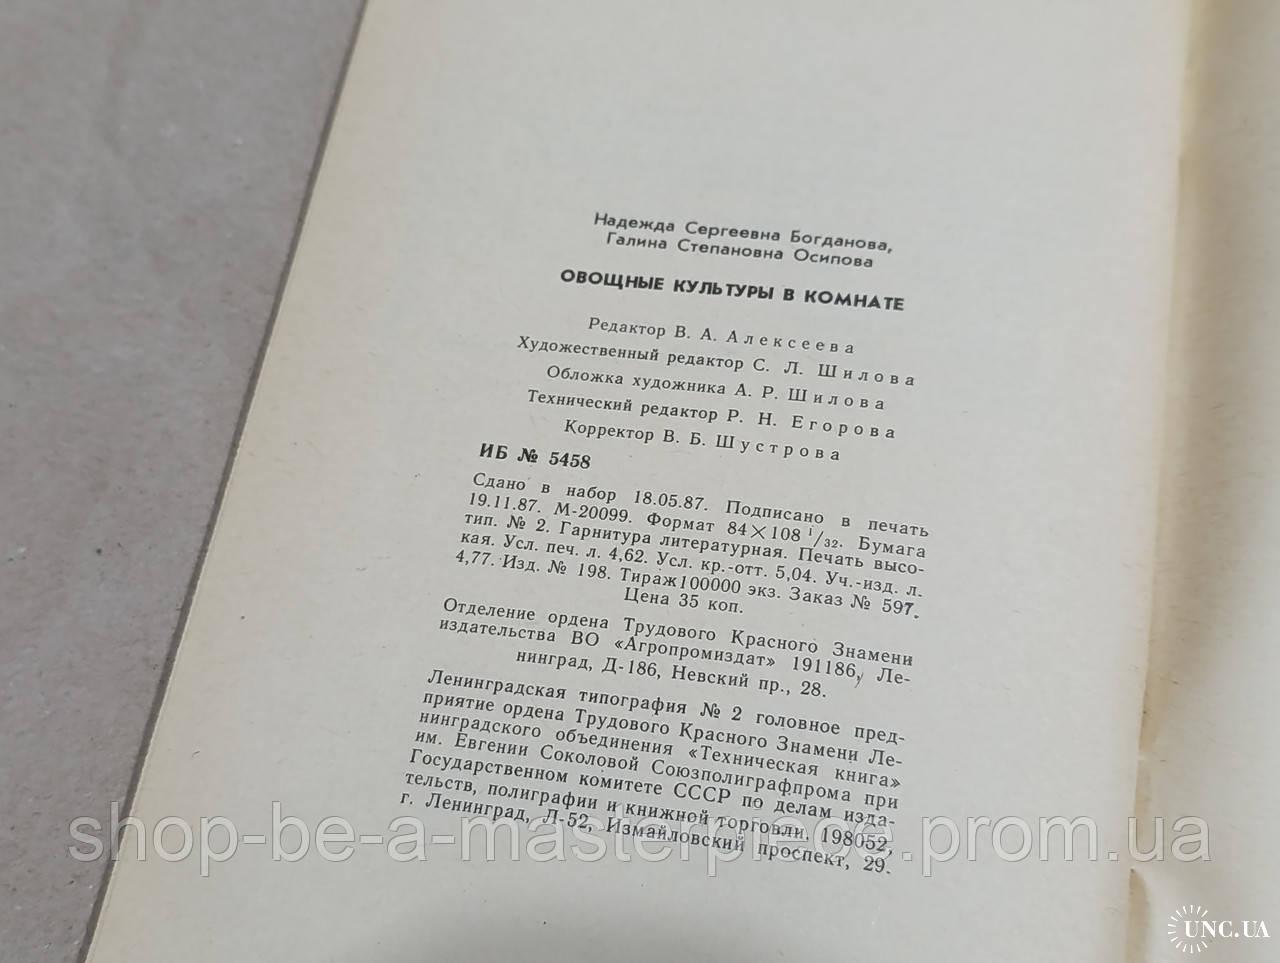 Надежда Сергеевна Богданова,
Галина Степановна Осипова
ОВОЩНЫЕ КУЛЬТУРЫ В КОМНАТЕ
Редактор В. А. Алексеева
Художественный редактор С. Л. Шилова
Обложка художника А. Р. Шилова
Технический редактор Р. Н. Егорова
Корректор В. Б. Шустрова
ИБ № 5458
Сдано в набор 18.05.87. Подписано в печать
19.11.87. М-20099. Формат 84×108 1/32. Бумага
тип. № 2. Гарнитура литературная. Печать высо-
кая. Усл. печ. л. 4,62. Усл. кр.-отт. 5,04. Уч.-изд. л.
4,77. Изд. № 198. Тираж 100000 экз. Заказ № 597.
Цена 35 коп.
Отделение ордена Трудового Красного Знамени
издательства ВО «Агропромиздат» 191186, Ле-
нинград, Д-186, Невский пр., 28.
Ленинградская типография № 2 головное пред-
приятие ордена Трудового Красного Знамени Ле-
нинградского объединения «Техническая книга»
им. Евгении Соколовой Союзполиграфпрома при
Государственном комитете СССР по делам изда-
тельств, полиграфии и книжной торговли. 198052,
г. Ленинград, Л-52, Измайловский проспект, 29.
shop-be-a-masterpiece.prom.ua
UNC.UA